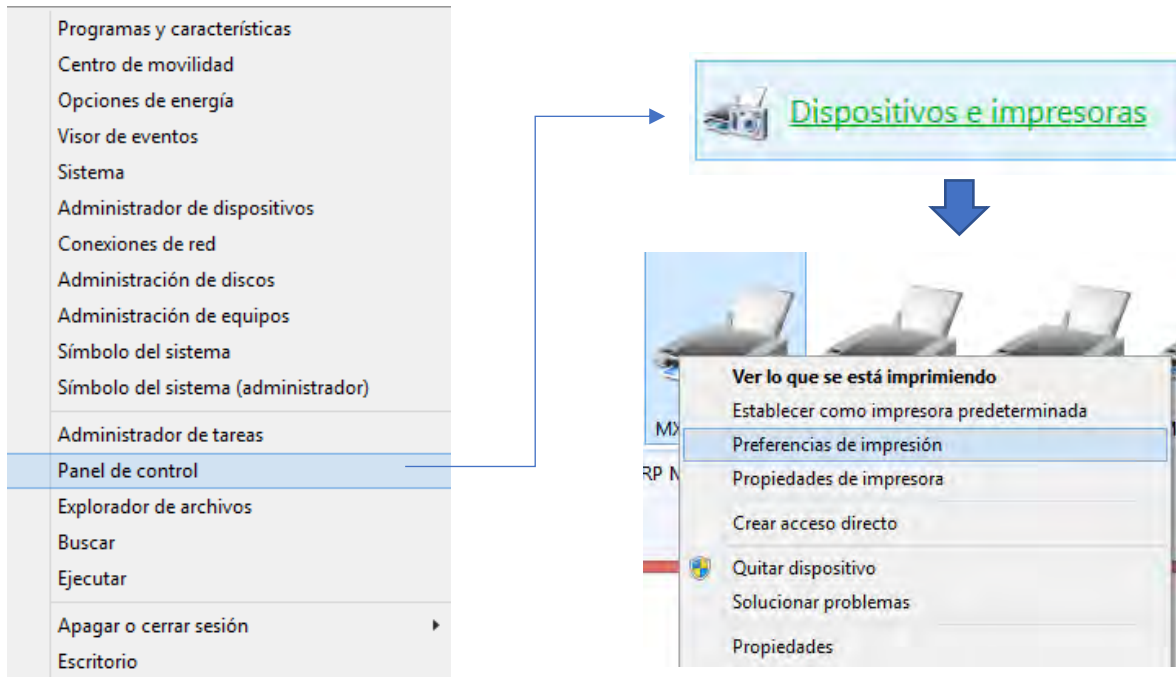 Programas y características
Centro de movilidad
Opciones de energía
Visor de eventos
Sistema
Administrador de dispositivos
Conexiones de red
Administración de discos
Administración de equipos
Símbolo del sistema
Símbolo del sistema (administrador)
Administrador de tareas
Panel de control
Explorador de archivos
Buscar
Ejecutar
Apagar o cerrar sesión
Escritorio
Dispositivos e impresoras
Ver lo que se está imprimiendo
Establecer como impresora predeterminada
MX
Preferencias de impresión
RP
Propiedades de impresora
Crear acceso directo
Quitar dispositivo
Solucionar problemas
Propiedades